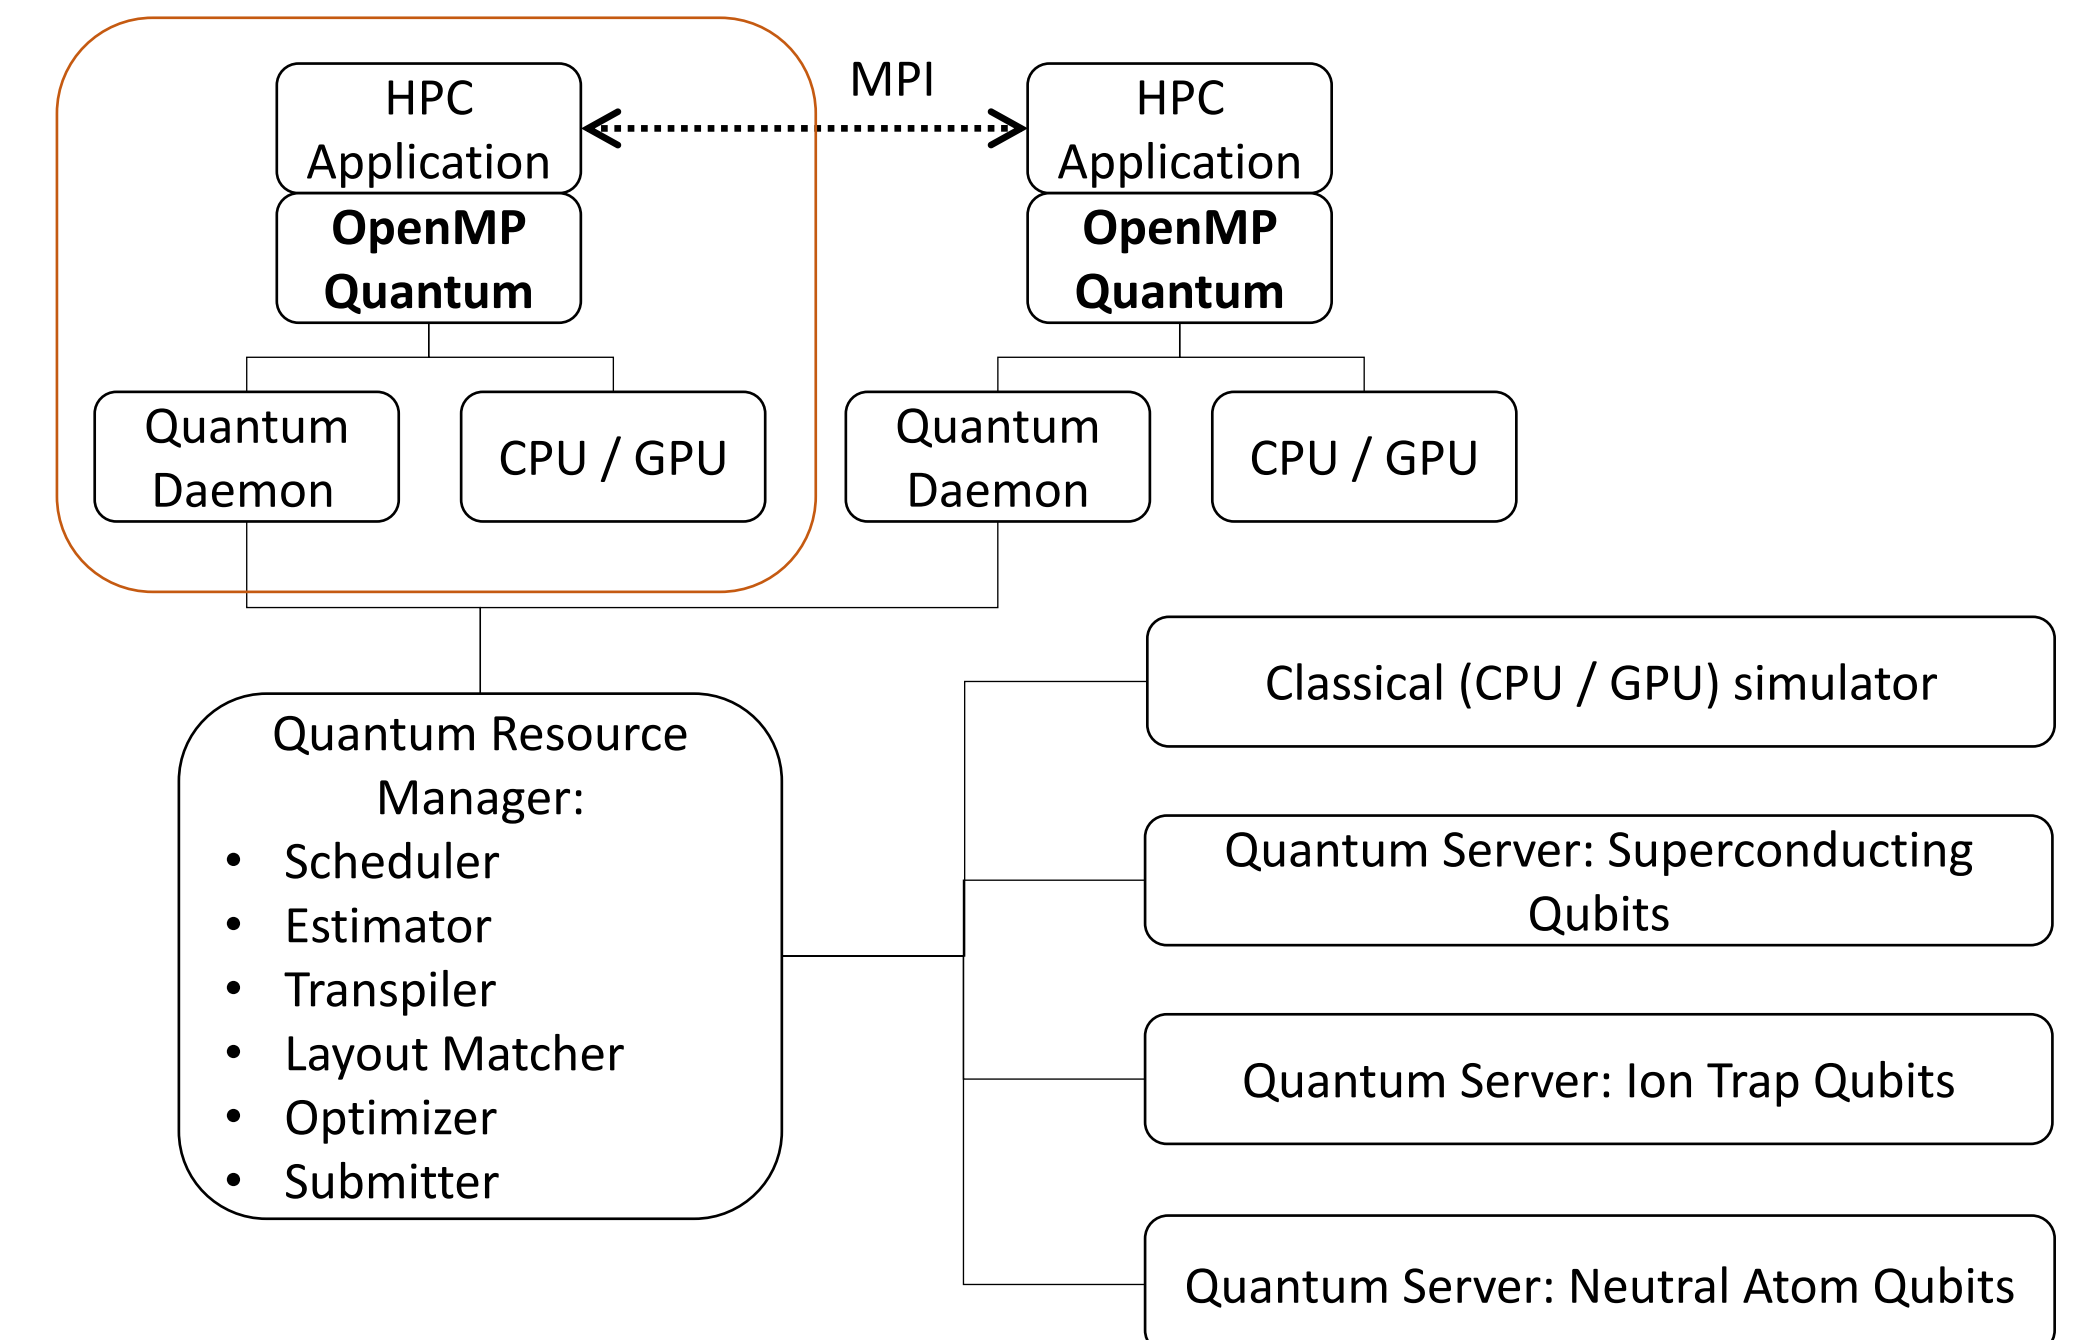 HPC
Application
MPI
HPC
Application
OpenMP
Quantum
OpenMP
Quantum
Quantum
Daemon
CPU / GPU
Quantum
Daemon
CPU / GPU
Quantum Resource
Manager:
• Scheduler
• Estimator
• Transpiler
• Layout Matcher
• Optimizer
• Submitter
Classical (CPU / GPU) simulator
Quantum Server: Superconducting
Qubits
Quantum Server: Ion Trap Qubits
Quantum Server: Neutral Atom Qubits